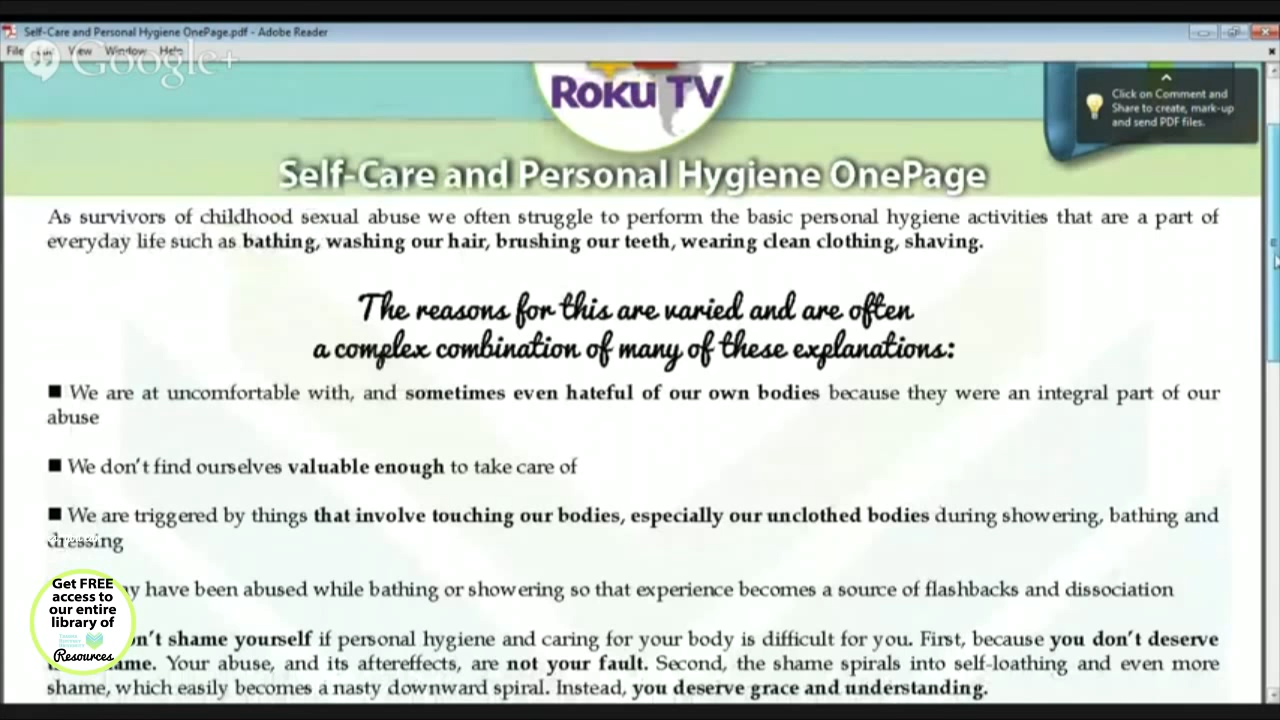 Self-Care and Personal Hygiene OnePage.pdf - Adobe Reader
File View Window Help
Google+
Roku TV
Click on Comment and
Share to create, mark-up
and send PDF files.
Self-Care and Personal Hygiene OnePage
As survivors of childhood sexual abuse we often struggle to perform the basic personal hygiene activities that are a part of
everyday life such as bathing, washing our hair, brushing our teeth, wearing clean clothing, shaving.
The reasons for this are varied and are often
a complex combination of many of these explanations:
■ We are at uncomfortable with, and sometimes even hateful of our own bodies because they were an integral part of our
abuse
■ We don't find ourselves valuable enough to take care of
■ We are triggered by things that involve touching our bodies, especially our unclothed bodies during showering, bathing and
dressing
have been abused while bathing or showering so that experience becomes a source of flashbacks and dissociation
shame yourself if personal hygiene and caring for your body is difficult for you. First, because you don't deserve
Your abuse, and its aftereffects, are not your fault. Second, the shame spirals into self-loathing and even more
shame, which easily becomes a nasty downward spiral. Instead, you deserve grace and understanding.
Get FREE
access to
our entire
library of
Resources